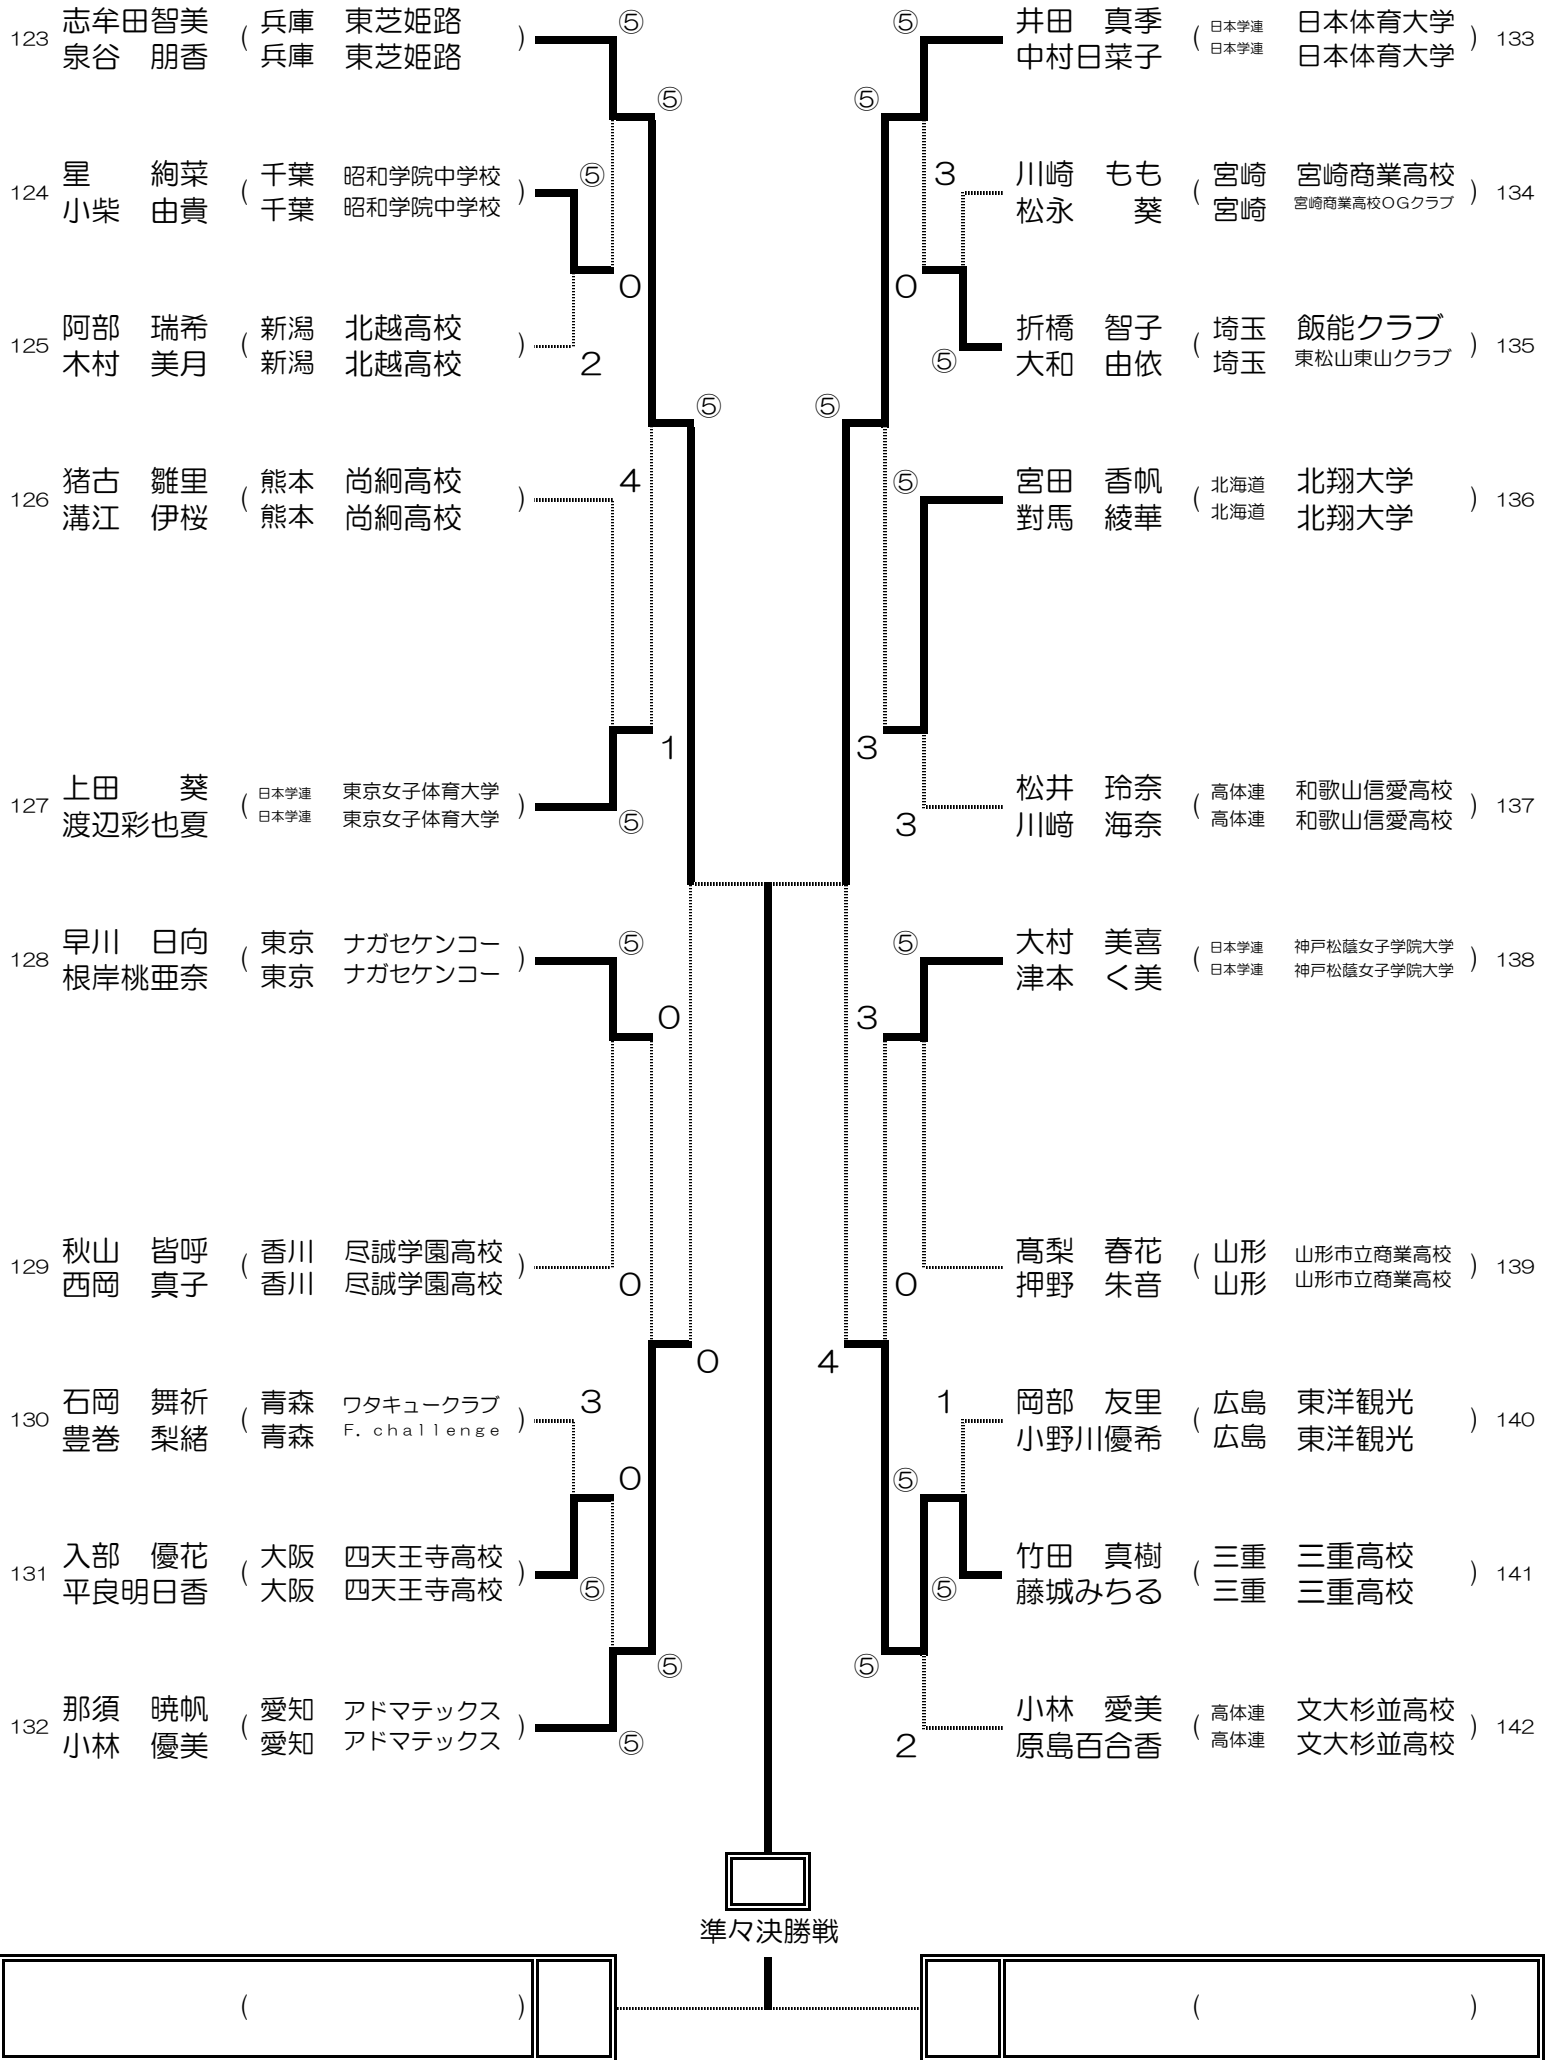 123 志牟田智美 ( 兵庫 東芝姫路 ) ⑤
泉谷 朋香 兵庫 東芝姫路
⑤
124 星 絢菜 ( 千葉 昭和学院中学校 ) ⑤
小柴 由貴 千葉 昭和学院中学校
0
125 阿部 瑞希 ( 新潟 北越高校 ) 2
木村 美月 新潟 北越高校
⑤
126 猪古 雛里 ( 熊本 尚絅高校 ) 4
溝江 伊桜 熊本 尚絅高校
1
127 上田 葵 ( 日本学連 東京女子体育大学 ) ⑤
渡辺彩也夏 日本学連 東京女子体育大学
128 早川 日向 ( 東京 ナガセケンコー ) ⑤
根岸桃亜奈 東京 ナガセケンコー
0
129 秋山 皆呼 ( 香川 尽誠学園高校 ) 0
西岡 真子 香川 尽誠学園高校
0
130 石岡 舞祈 ( 青森 ワタキュークラブ ) 3
豊巻 梨緒 青森 F. challenge
0
131 入部 優花 ( 大阪 四天王寺高校 ) ⑤
平良明日香 大阪 四天王寺高校
⑤
132 那須 暁帆 ( 愛知 アドマテックス ) ⑤
小林 優美 愛知 アドマテックス
⑤ 井田 真季 ( 日本学連 日本体育大学 ) 133
中村日菜子 日本学連 日本体育大学
⑤
3 川崎 もも ( 宮崎 宮崎商業高校 ) 134
松永 葵 宮崎 宮崎商業高校OGクラブ
0
⑤ 折橋 智子 ( 埼玉 飯能クラブ ) 135
大和 由依 埼玉 東松山東山クラブ
⑤
⑤ 宮田 香帆 ( 北海道 北翔大学 ) 136
對馬 綾華 北海道 北翔大学
3
3 松井 玲奈 ( 高体連 和歌山信愛高校 ) 137
川﨑 海奈 高体連 和歌山信愛高校
⑤ 大村 美喜 ( 日本学連 神戸松蔭女子学院大学 ) 138
津本 く美 日本学連 神戸松蔭女子学院大学
3
0 髙梨 春花 ( 山形 山形市立商業高校 ) 139
押野 朱音 山形 山形市立商業高校
4
1 岡部 友里 ( 広島 東洋観光 ) 140
小野川優希 広島 東洋観光
⑤
⑤ 竹田 真樹 ( 三重 三重高校 ) 141
藤城みちる 三重 三重高校
⑤
2 小林 愛美 ( 高体連 文大杉並高校 ) 142
原島百合香 高体連 文大杉並高校
準々決勝戦
( ) ( )